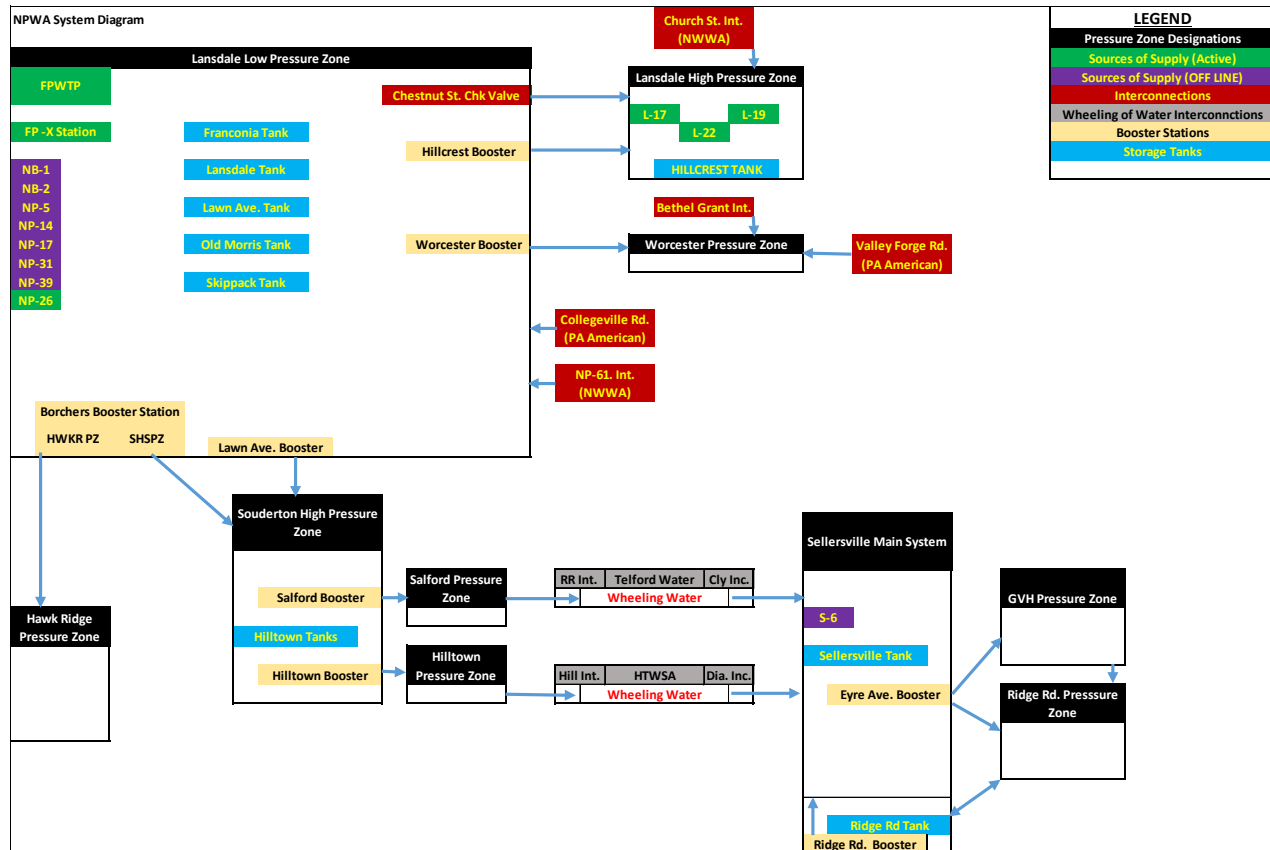 NPWA System Diagram
Church St. Int.
(NWWA)
LEGEND
Pressure Zone Designations
Sources of Supply (Active)
Sources of Supply (OFF LINE)
Interconnections
Wheeling of Water Interconnctions
Booster Stations
Storage Tanks
Lansdale Low Pressure Zone
FPWTP
FP -X Station
NB-1
NB-2
NP-5
NP-14
NP-17
NP-31
NP-39
NP-26
Franconia Tank
Lansdale Tank
Lawn Ave. Tank
Old Morris Tank
Skippack Tank
Chestnut St. Chk Valve
Hillcrest Booster
Worcester Booster
Lansdale High Pressure Zone
L-17
L-19
L-22
HILLCREST TANK
Bethel Grant Int.
Worcester Pressure Zone
Valley Forge Rd.
(PA American)
Collegeville Rd.
(PA American)
NP-61. Int.
(NWWA)
Borchers Booster Station
HWKR PZ SHSPZ
Lawn Ave. Booster
Souderton High Pressure
Zone
Salford Booster
Hilltown Tanks
Hilltown Booster
Hawk Ridge
Pressure Zone
Salford Pressure
Zone
RR Int. Telford Water Cly Inc.
Wheeling Water
Hilltown
Pressure Zone
Hill Int. HTWSA Dia. Inc.
Wheeling Water
Sellersville Main System
S-6
Sellersville Tank
Eyre Ave. Booster
Ridge Rd Tank
Ridge Rd. Booster
GVH Pressure Zone
Ridge Rd. Presssure
Zone